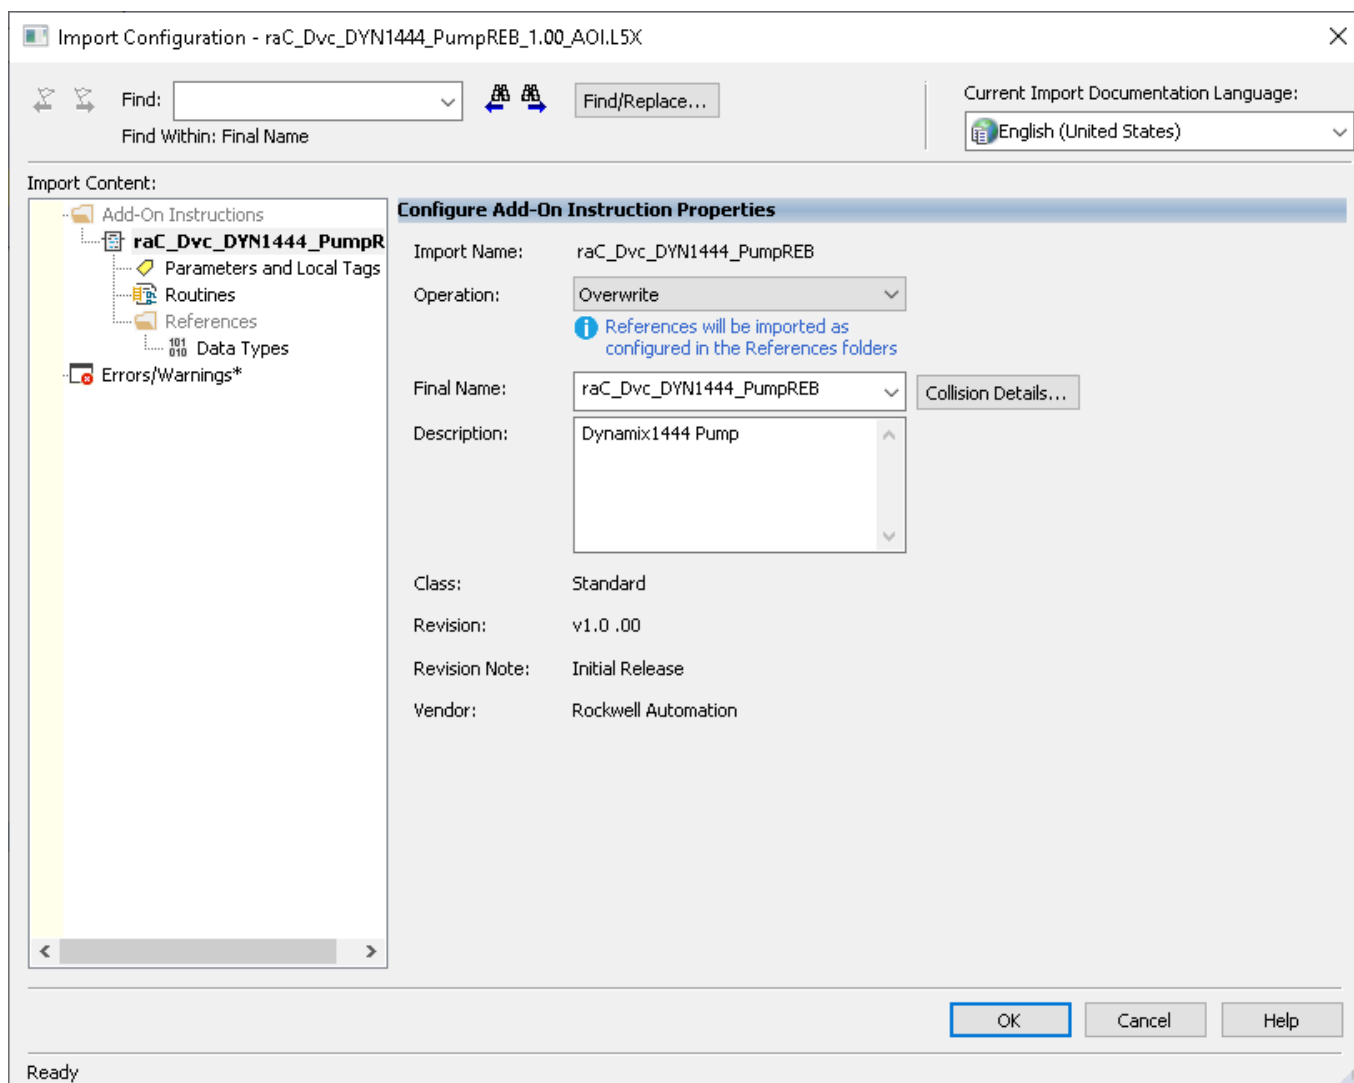 Import Configuration - raC_Dvc_DYN1444_PumpREB_1.00_AOI.L5X
Find:
Find/Replace...
Find Within: Final Name
Current Import Documentation Language:
English (United States)
Import Content:
Add-On Instructions
raC_Dvc_DYN1444_PumpR
Parameters and Local Tags
Routines
References
101
010
Data Types
Errors/Warnings*
Configure Add-On Instruction Properties
Import Name: raC_Dvc_DYN1444_PumpREB
Operation: Overwrite
References will be imported as
configured in the References folders
Final Name: raC_Dvc_DYN1444_PumpREB Collision Details...
Description: Dynamix1444 Pump
Class: Standard
Revision: v1.0 .00
Revision Note: Initial Release
Vendor: Rockwell Automation
OK Cancel Help
Ready